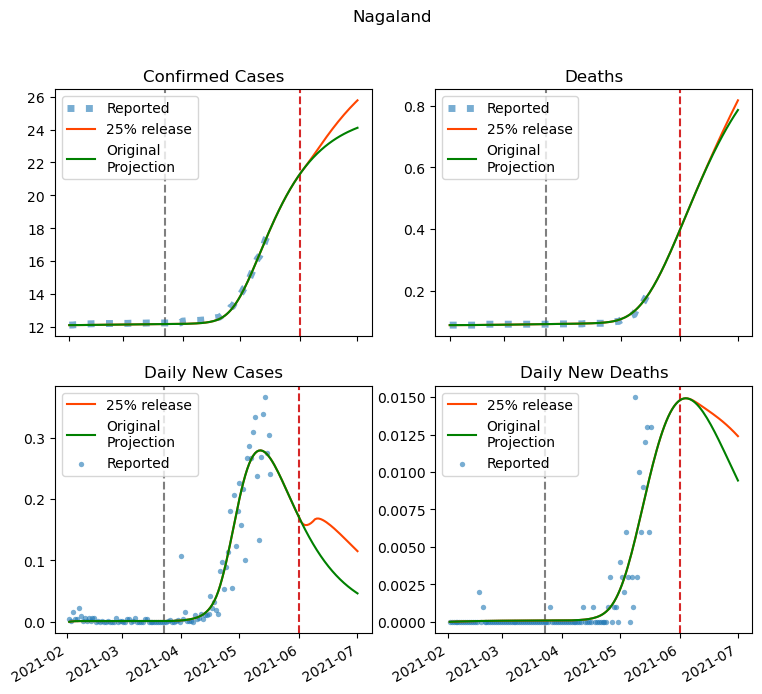 Nagaland
Confirmed Cases
26
24
22
20
18
16
14
12
Reported
25% release
Original
Projection
Deaths
0.8
0.6
0.4
0.2
Reported
25% release
Original
Projection
Daily New Cases
0.3
0.2
0.1
0.0
25% release
Original
Projection
Reported
2021-02
2021-03
2021-04
2021-05
2021-06
2021-07
Daily New Deaths
0.0150
0.0125
0.0100
0.0075
0.0050
0.0025
0.0000
25% release
Original
Projection
Reported
2021-02
2021-03
2021-04
2021-05
2021-06
2021-07